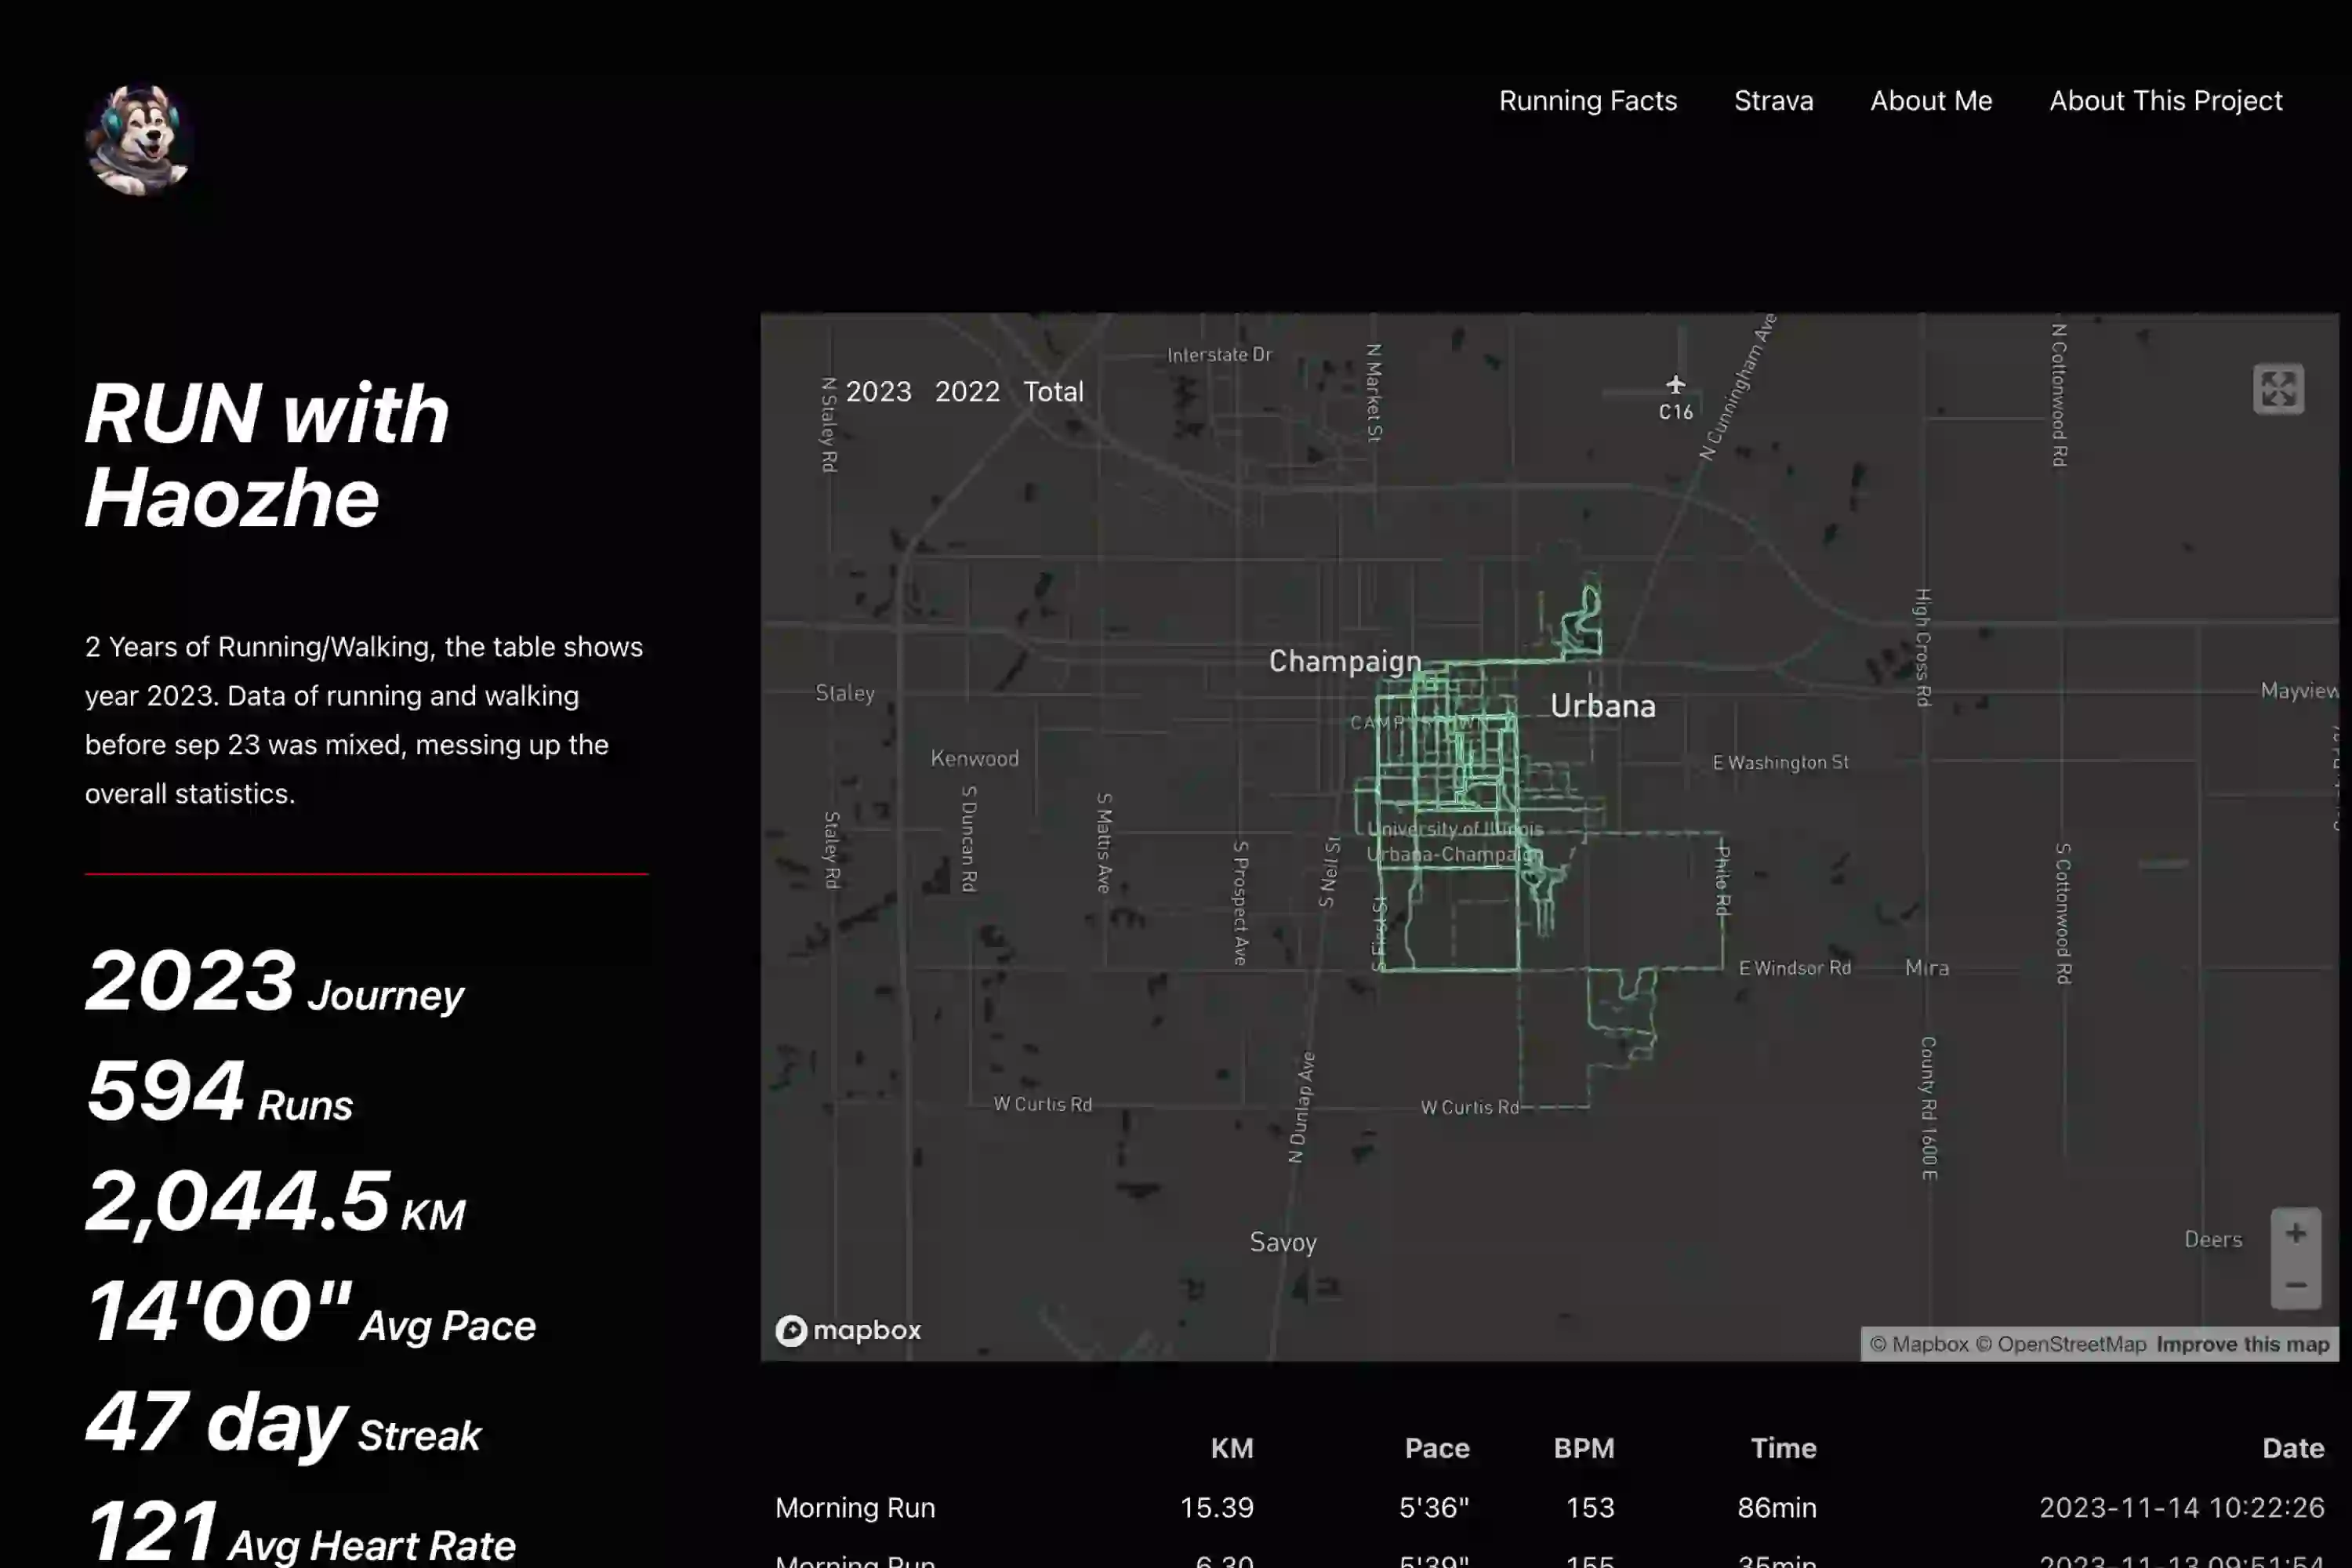 Running Facts Strava About Me About This Project
RUN with
Haozhe
2 Years of Running/Walking, the table shows
year 2023. Data of running and walking
before sep 23 was mixed, messing up the
overall statistics.
2023 Journey
594 Runs
2,044.5 KM
14'00" Avg Pace
47 day Streak
121 Avg Heart Rate
2023 2022 Total
Interstate Dr
N Staley Rd
N Market St
C16
N Cunningham Ave
N Cottonwood Rd
Champaign
Urbana
Staley
CAMPUSTOWN
High Cross Rd
Mayview
Kenwood
E Washington St
Staley Rd
S Duncan Rd
S Mattis Ave
S Prospect Ave
S Neil St
University of Illinois
Urbana-Champaign
Philo Rd
S Cottonwood Rd
S First St
E Windsor Rd
Mira
W Curtis Rd
N Dunlap Ave
W Curtis Rd
County Rd 1600 E
Savoy
Deers
+
−
mapbox
© Mapbox © OpenStreetMap Improve this map
KM Pace BPM Time Date
Morning Run 15.39 5'36" 153 86min 2023-11-14 10:22:26
Morning Run 6.30 5'39" 155 35min 2023-11-13 09:51:54